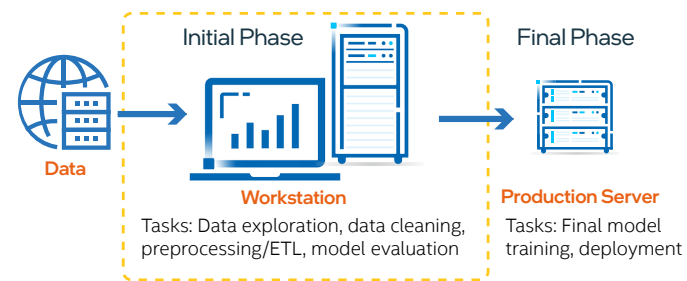 Initial Phase
Final Phase
Data
Workstation
Production Server
Tasks: Data exploration, data cleaning,
preprocessing/ETL, model evaluation
Tasks: Final model
training, deployment